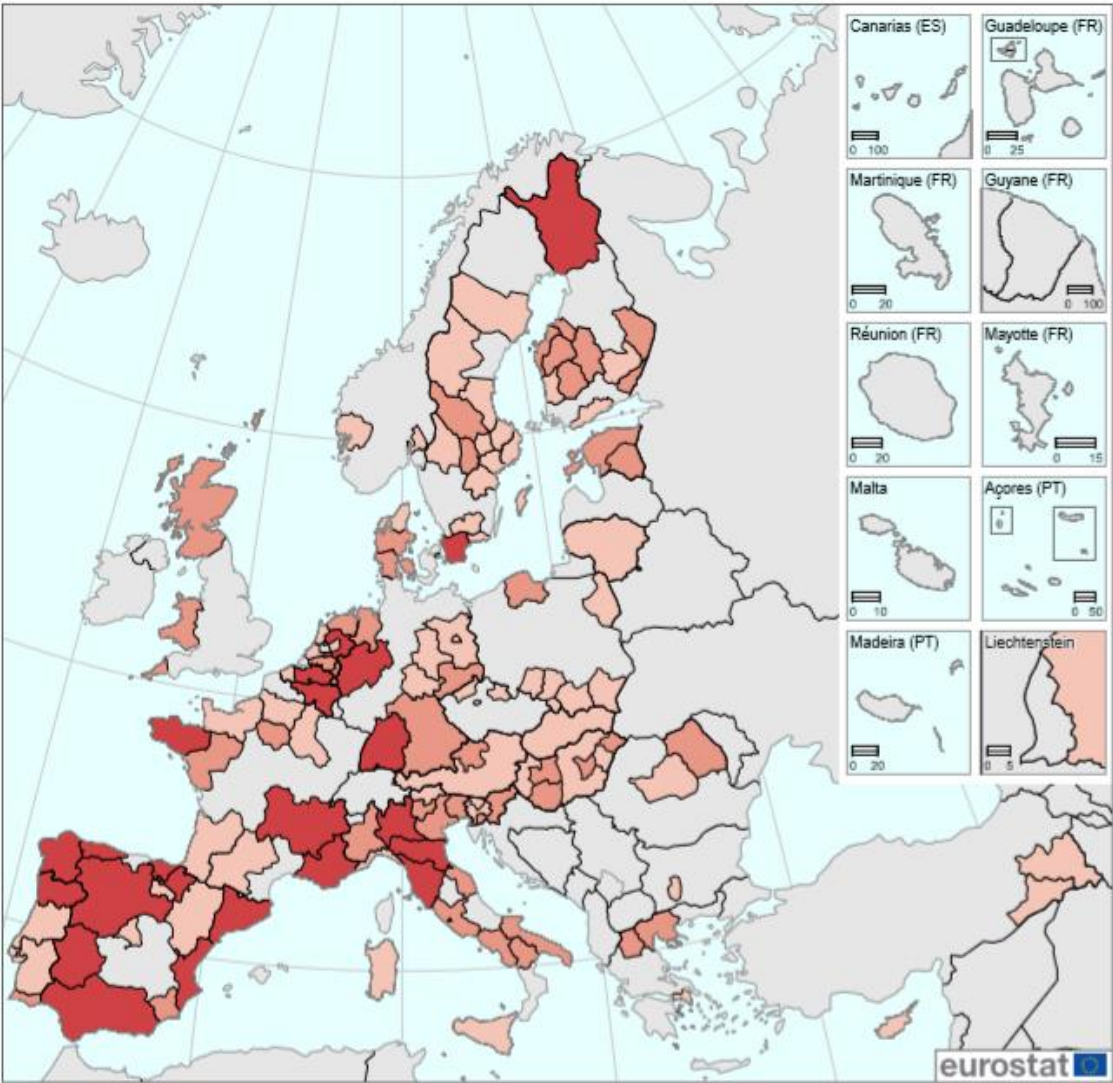 Canarias (ES)
0 100
Guadeloupe (FR)
0 25
Martinique (FR)
0 20
Guyane (FR)
0 100
Réunion (FR)
0 20
Mayotte (FR)
0 15
Malta
0 10
Açores (PT)
0 50
Madeira (PT)
0 20
Liechtenstein
0 5
eurostat